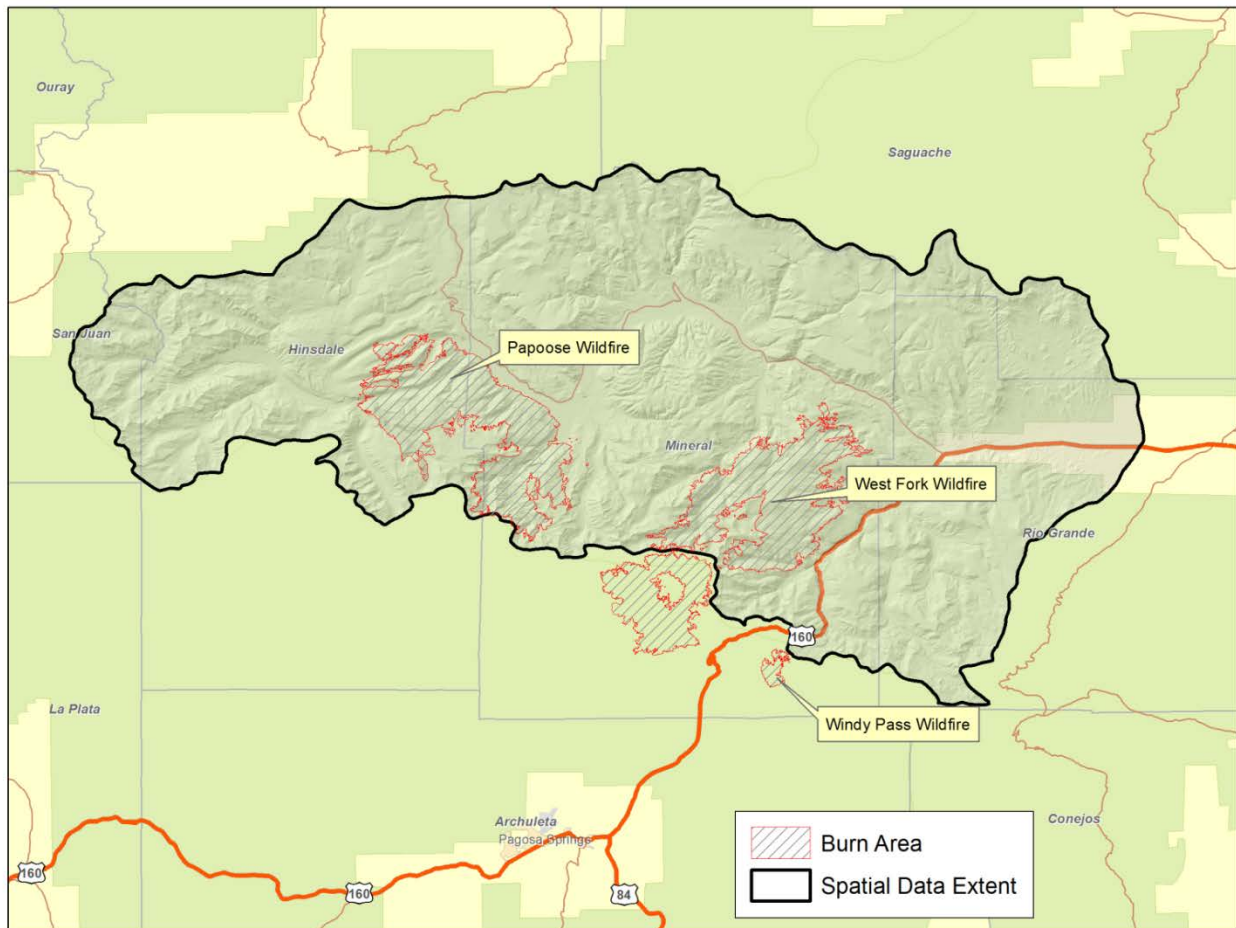 Ouray
Saguache
San Juan
Hinsdale
Papoose Wildfire
Mineral
West Fork Wildfire
Rio Grande
160
Windy Pass Wildfire
La Plata
Archuleta
Pagosa Springs
Conejos
160
160
84
Burn Area
Spatial Data Extent